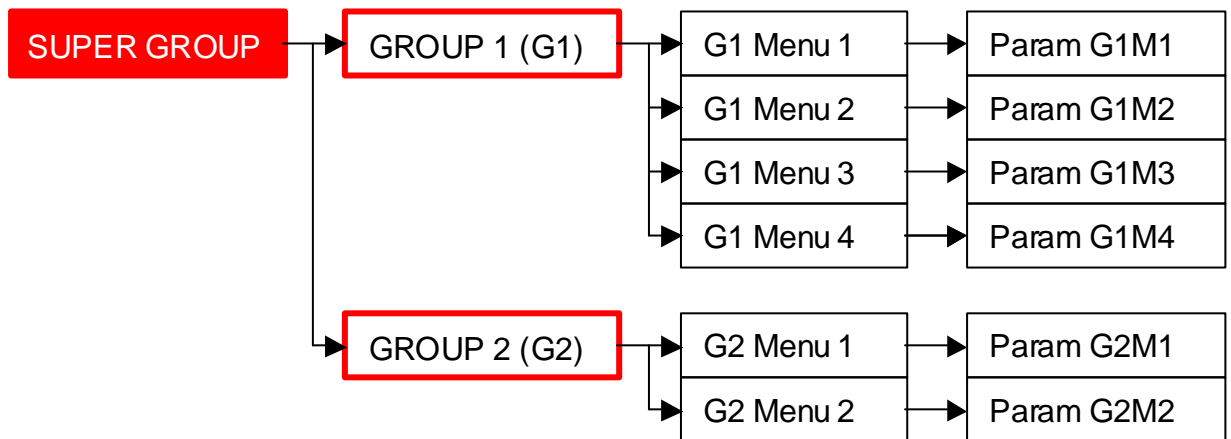 SUPER GROUP
GROUP 1 (G1)
G1 Menu 1
Param G1M1
G1 Menu 2
Param G1M2
G1 Menu 3
Param G1M3
G1 Menu 4
Param G1M4
GROUP 2 (G2)
G2 Menu 1
Param G2M1
G2 Menu 2
Param G2M2